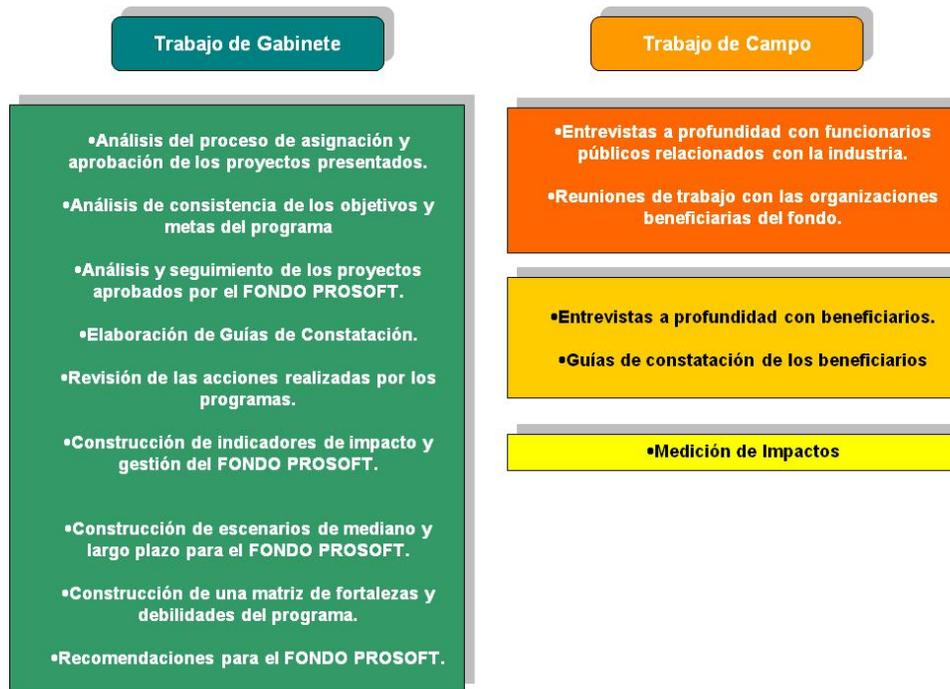 Trabajo de Gabinete
•Análisis del proceso de asignación y
aprobación de los proyectos presentados.
•Análisis de consistencia de los objetivos y
metas del programa
•Análisis y seguimiento de los proyectos
aprobados por el FONDO PROSOFT.
•Elaboración de Guías de Constatación.
•Revisión de las acciones realizadas por los
programas.
•Construcción de indicadores de impacto y
gestión del FONDO PROSOFT.
•Construcción de escenarios de mediano y
largo plazo para el FONDO PROSOFT.
•Construcción de una matriz de fortalezas y
debilidades del programa.
•Recomendaciones para el FONDO PROSOFT.
Trabajo de Campo
•Entrevistas a profundidad con funcionarios
públicos relacionados con la industria.
•Reuniones de trabajo con las organizaciones
beneficiarias del fondo.
•Entrevistas a profundidad con beneficiarios.
•Guías de constatación de los beneficiarios
•Medición de Impactos